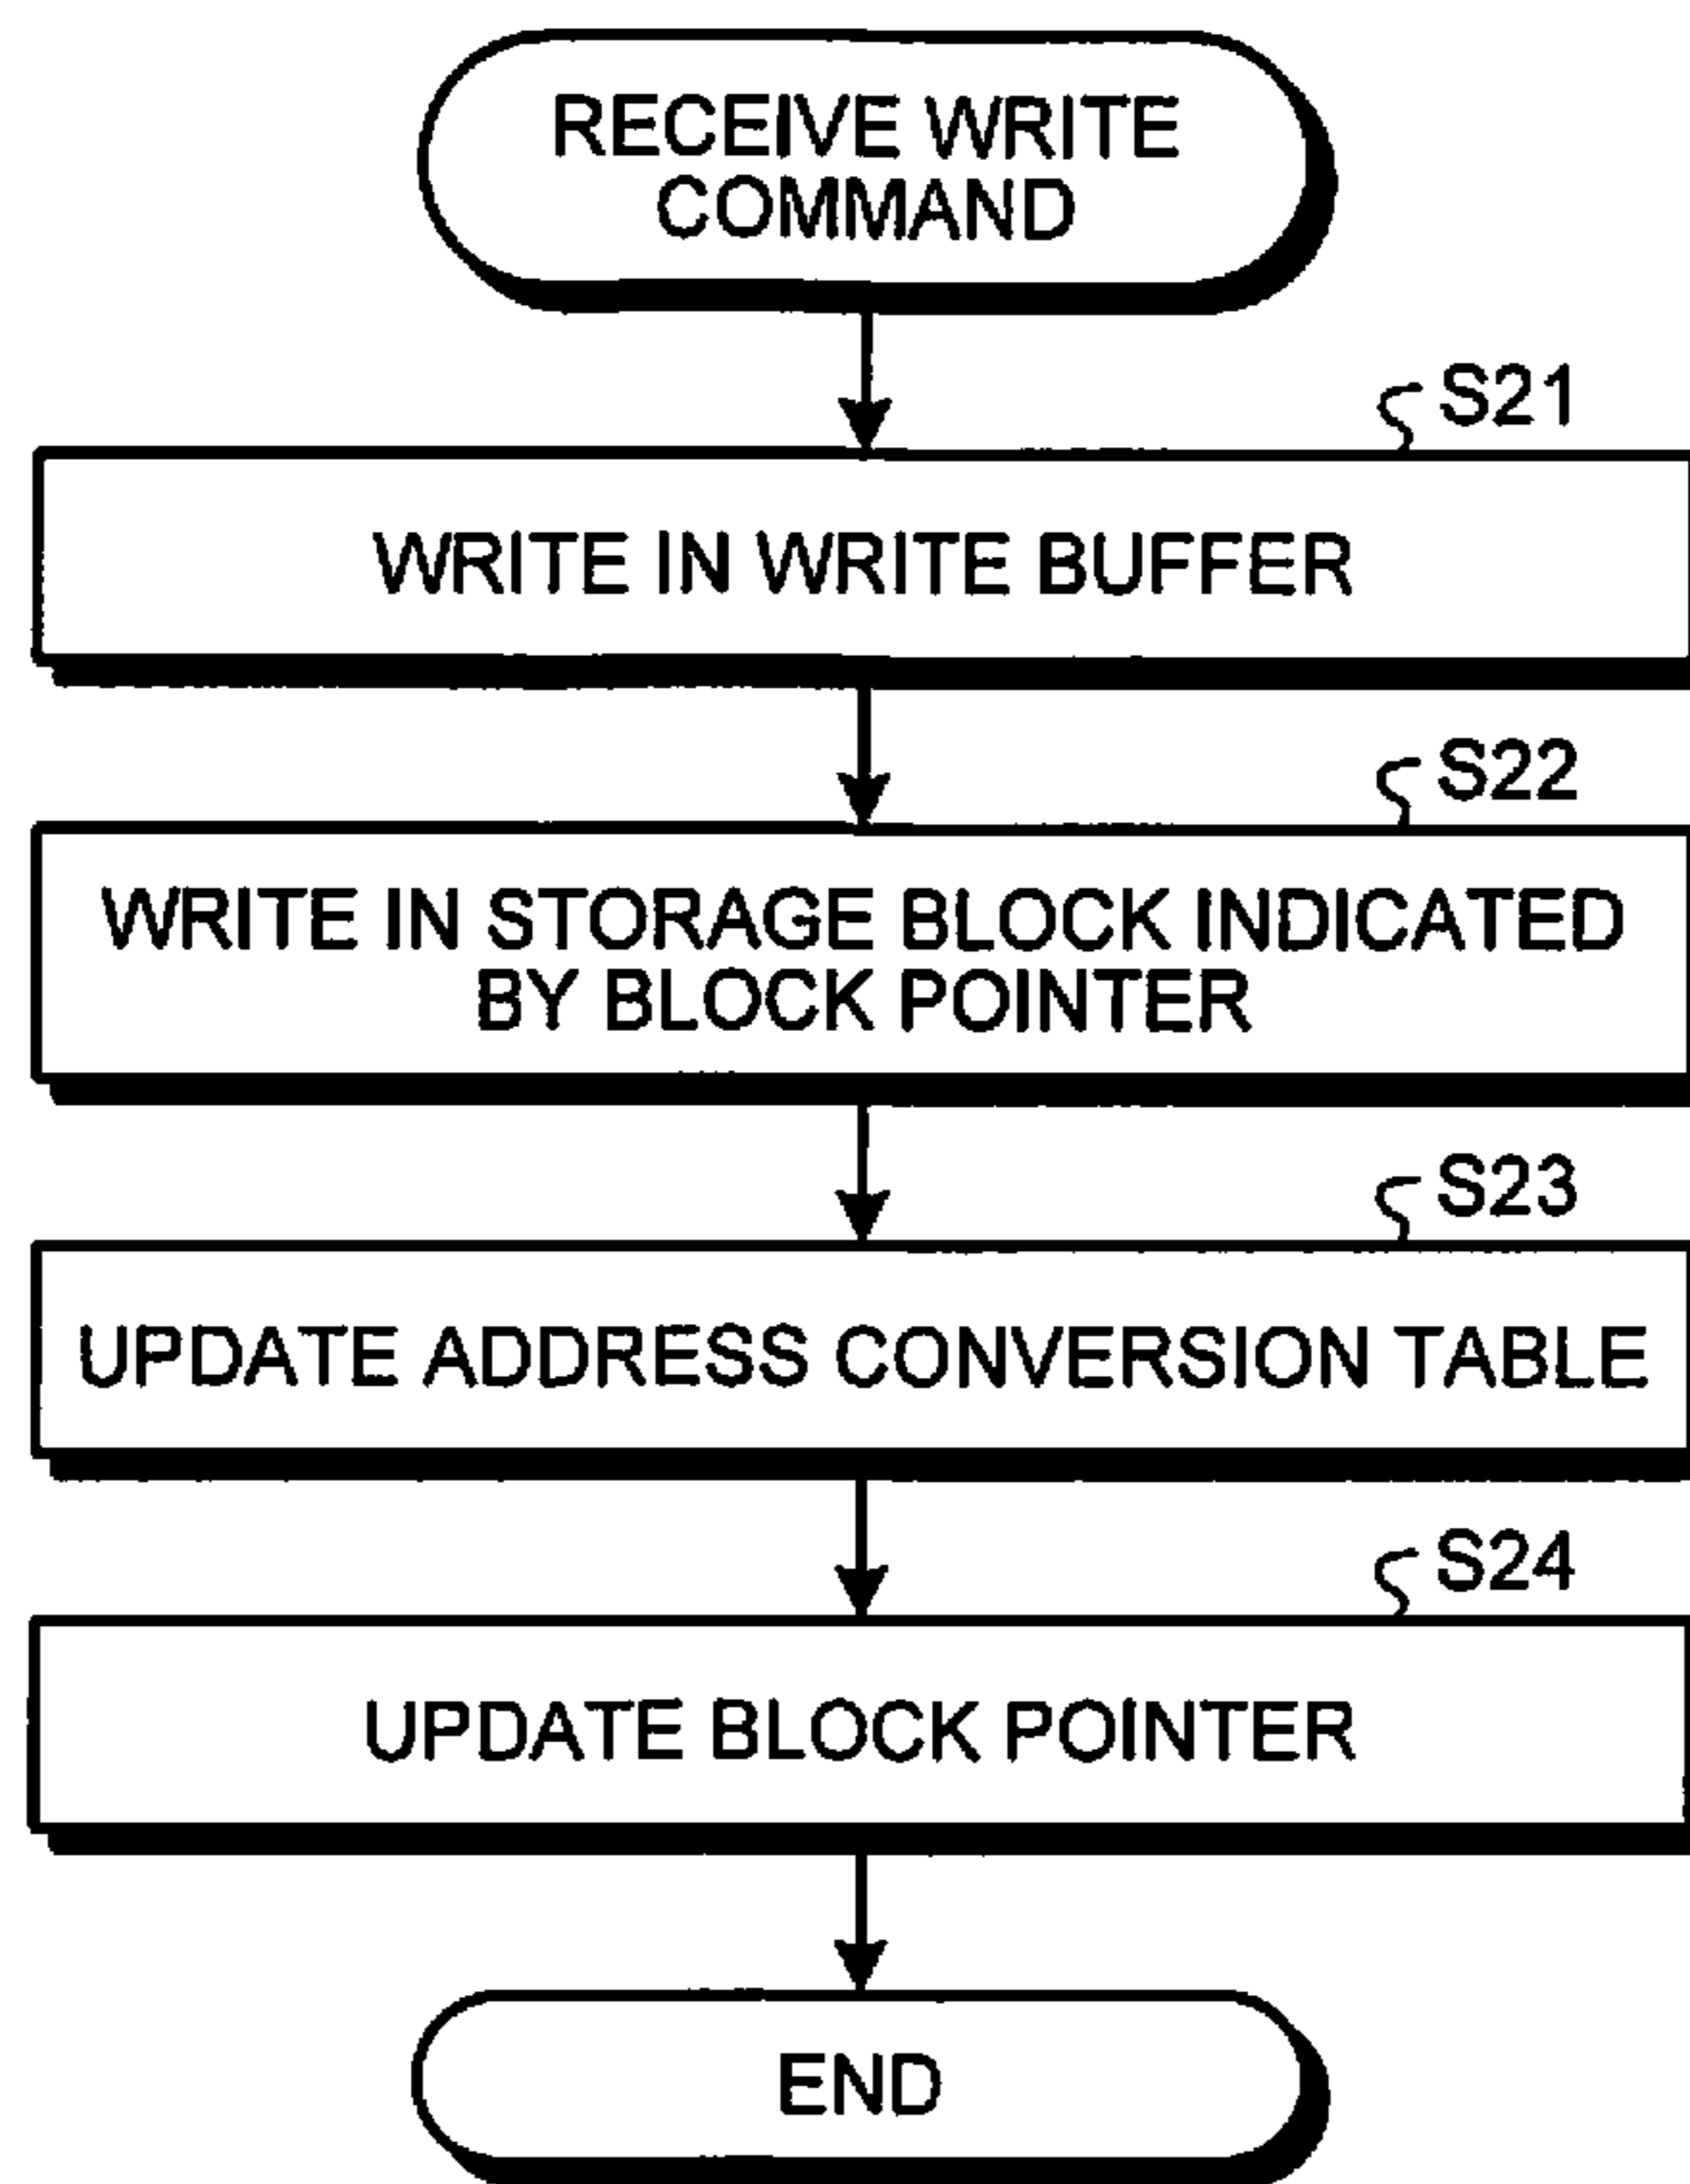 RECEIVE WRITE
COMMAND
S21
WRITE IN WRITE BUFFER
S22
WRITE IN STORAGE BLOCK INDICATED
BY BLOCK POINTER
S23
UPDATE ADDRESS CONVERSION TABLE
S24
UPDATE BLOCK POINTER
END